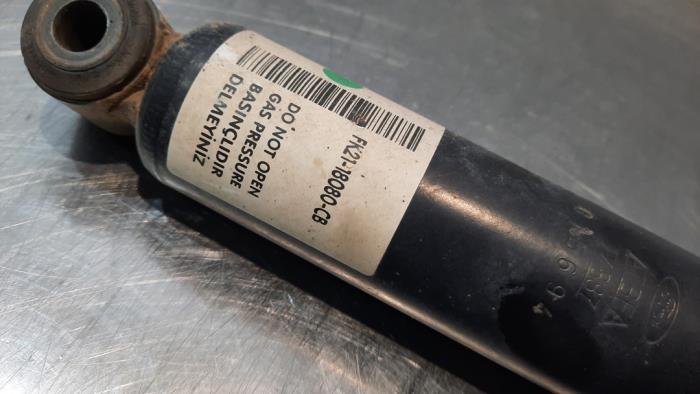 FK21-18080-CB
DO NOT OPEN
GAS PRESSURE
BASINÇLIDIR
DELMEYİNİZ